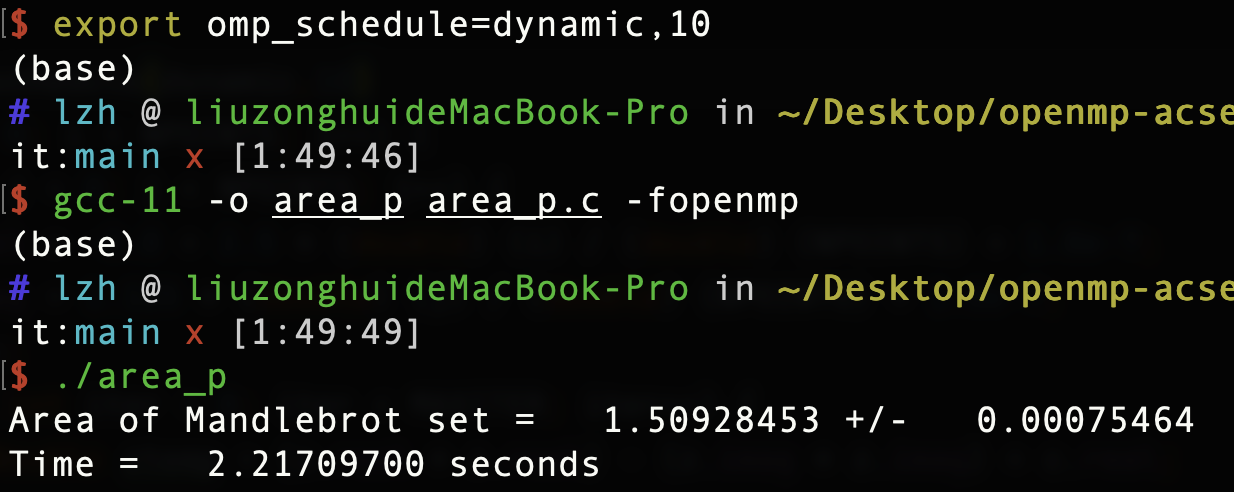 [$ export omp_schedule=dynamic,10
(base)
# lzh @ liuzonghuideMacBook-Pro in ~/Desktop/openmp-acse
it:main x [1:49:46]
[$ gcc-11 -o area_p area_p.c -fopenmp
(base)
# lzh @ liuzonghuideMacBook-Pro in ~/Desktop/openmp-acse
it:main x [1:49:49]
[$ ./area_p
Area of Mandlebrot set =   1.50928453 +/-   0.00075464
Time =   2.21709700 seconds